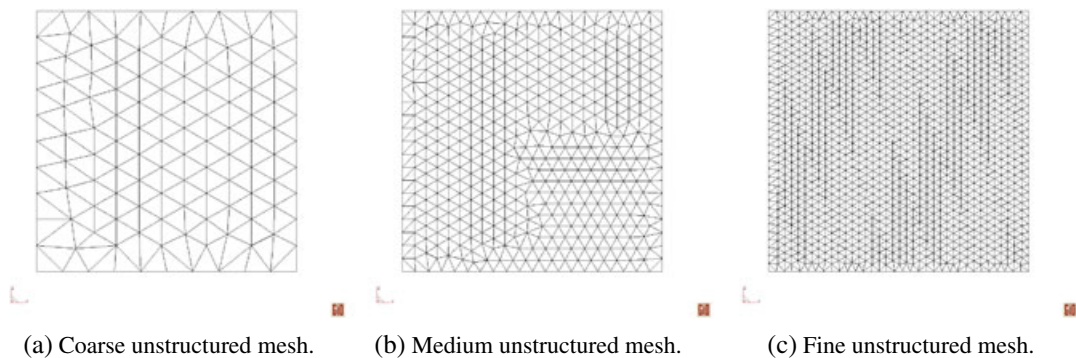 (a) Coarse unstructured mesh.
(b) Medium unstructured mesh.
(c) Fine unstructured mesh.